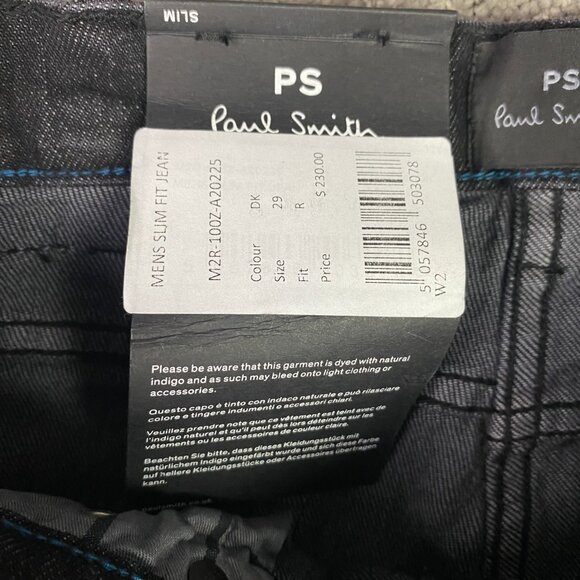 SLIM
PS
Paul Smith
PS
Paul Sm
MENS SLIM FIT JEAN
M2R-100Z-A20225
Colour DK
Size 29
Fit R
Price $ 230.00
5 057846 503078
W2
Please be aware that this garment is dyed with natural
indigo and as such may bleed onto light clothing or
accessories.
Questo capo è tinto con indaco naturale e può rilasciare
colore e tingere indumenti e accessori chiari.
Veuillez prendre note que ce vêtement est teint avec de
l'indigo naturel et qu'il peut dès lors déteindre sur les
vêtements ou les accessoires de couleur claire.
Beachten Sie bitte, dass dieses Kleidungsstück mit
natürlichem Indigo eingefärbt wurde und sich diese Farbe
auf hellere Kleidungsstücke oder Accessoires übertragen
kann.